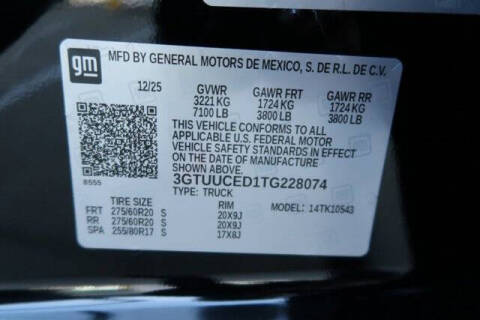 gm
MFD BY GENERAL MOTORS DE MEXICO, S. DE R.L. DE C.V.
12/25 GVWR GAWR FRT GAWR RR
3221 KG 1724 KG 1724 KG
7100 LB 3800 LB 3800 LB
THIS VEHICLE CONFORMS TO ALL
APPLICABLE U.S. FEDERAL MOTOR
VEHICLE SAFETY STANDARDS IN EFFECT
ON THE DATE OF MANUFACTURE SHOWN ABOVE.
8555 3GTUUCED1TG228074
TYPE: TRUCK
TIRE SIZE RIM MODEL: 14TK10543
FRT 275/60R20 S 20X9J
RR 275/60R20 S 20X9J
SPA 255/80R17 S 17X8J